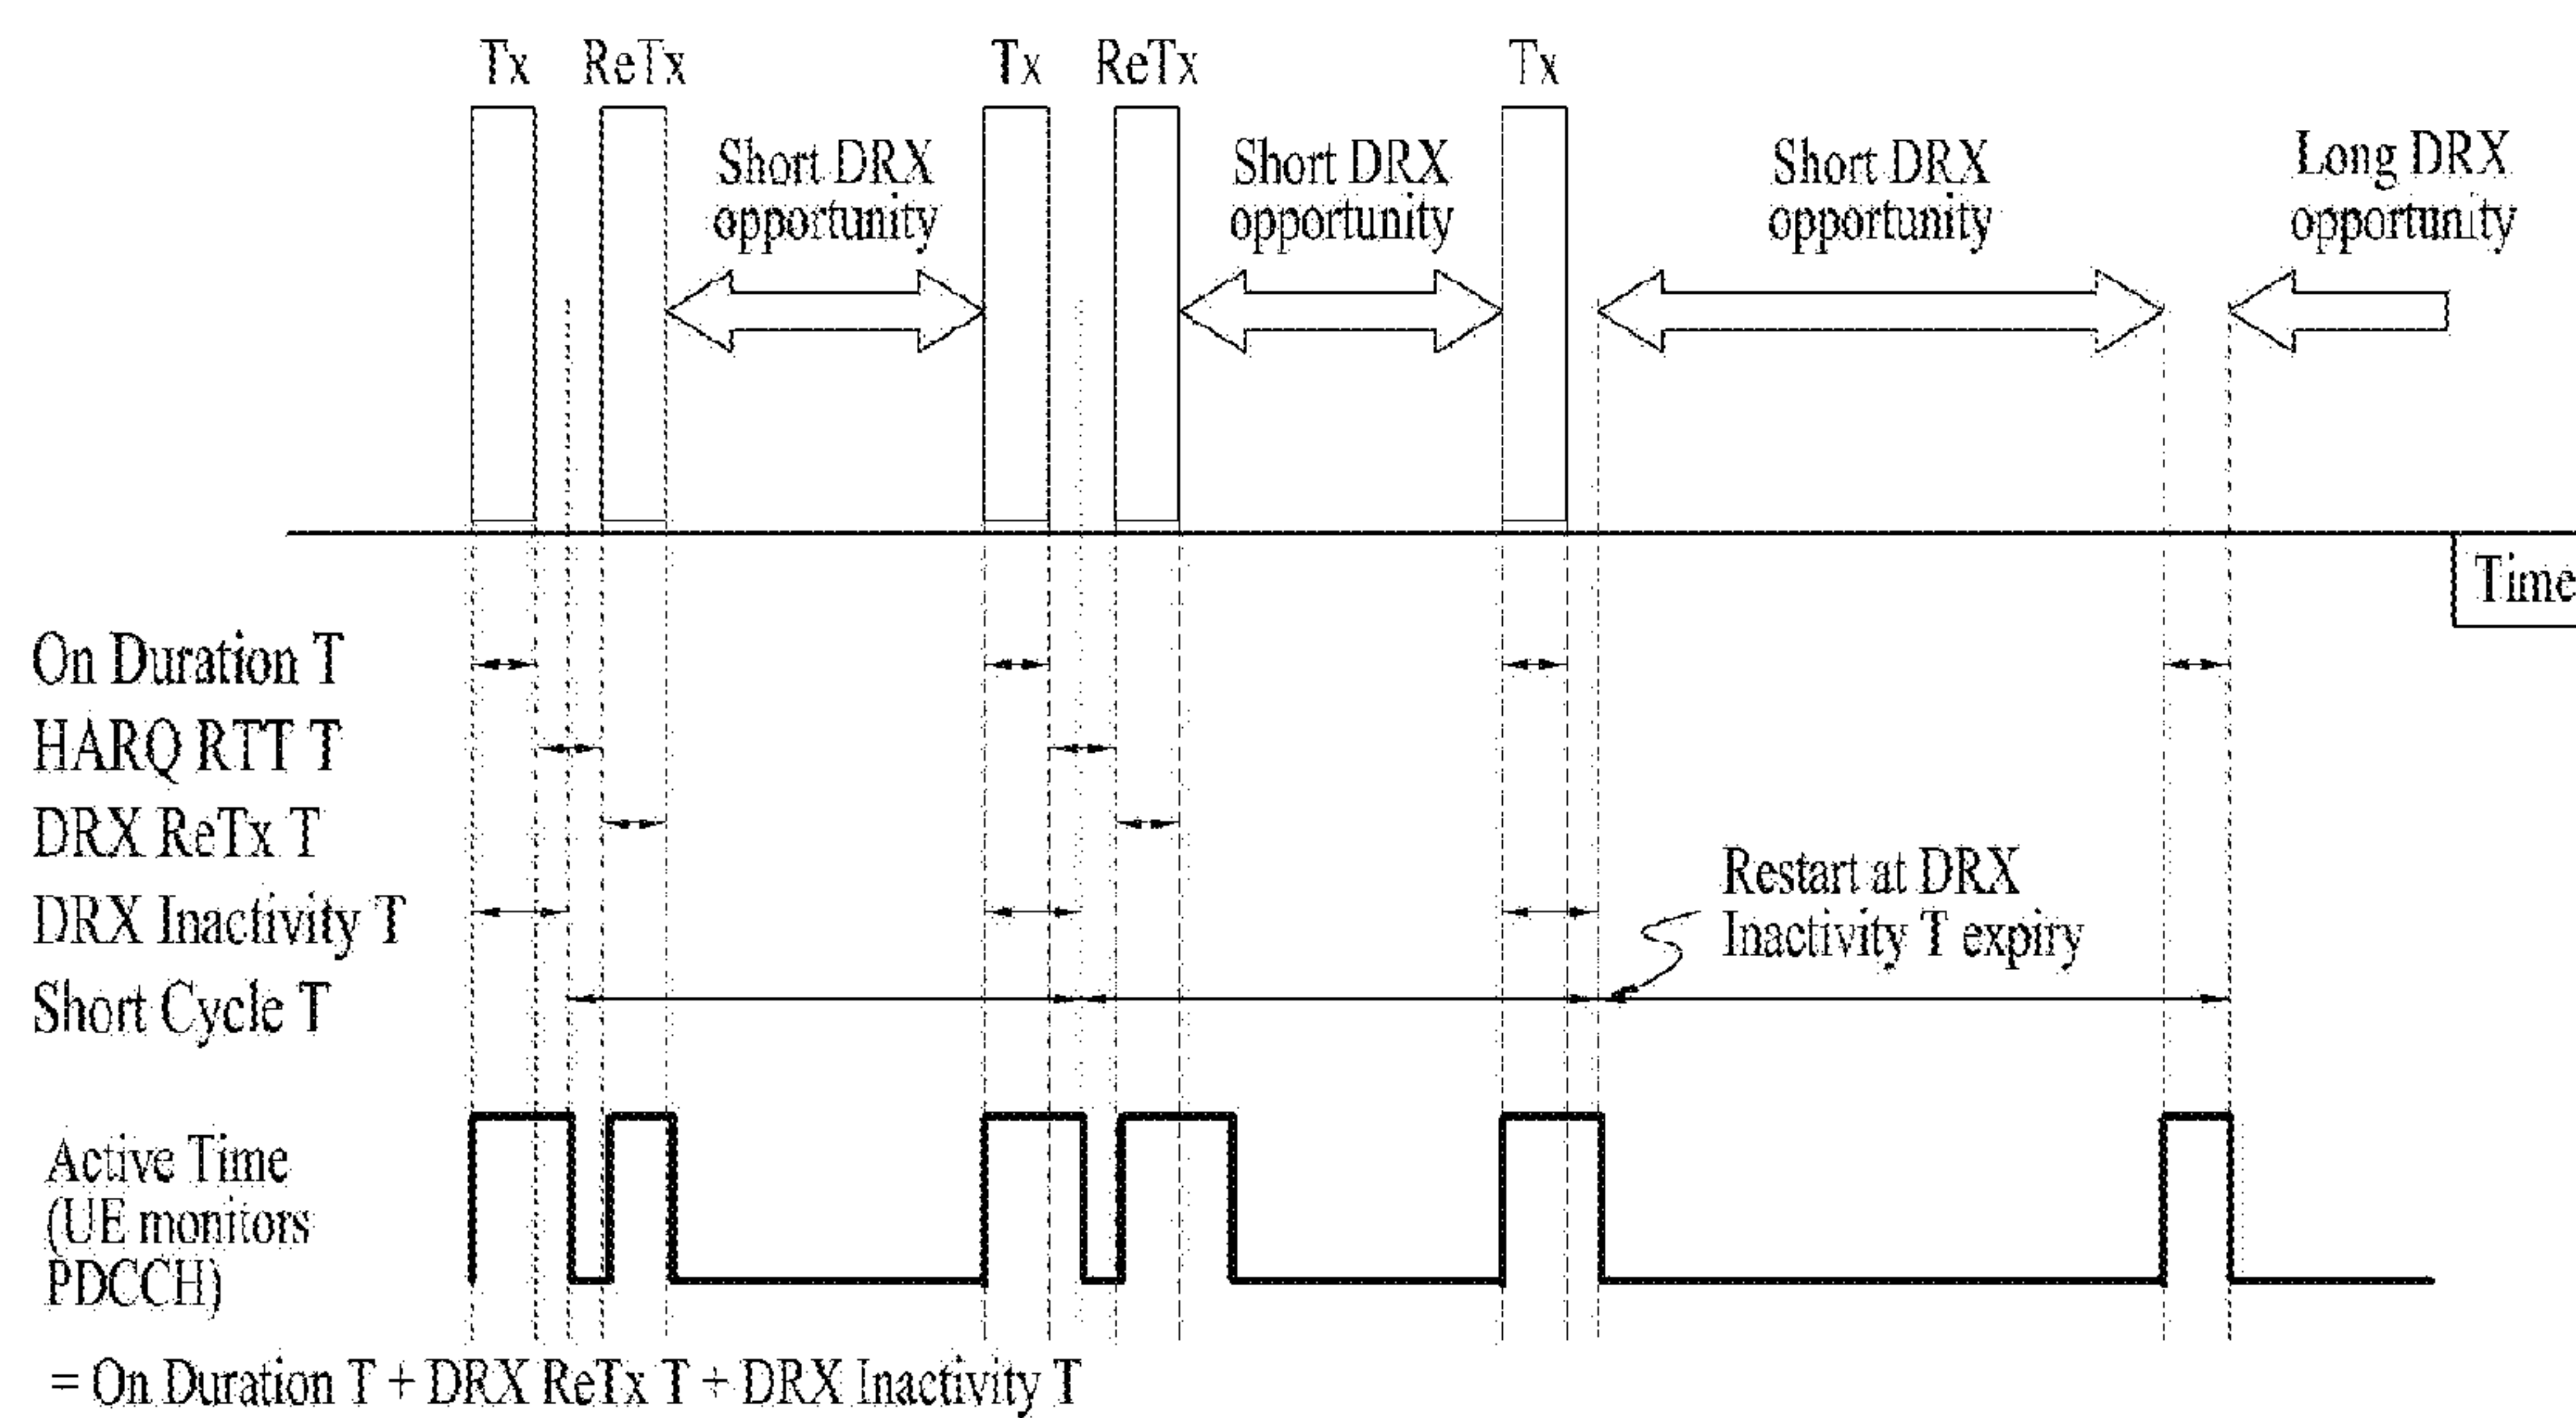 Tx ReTx Tx ReTx Tx
Short DRX
opportunity
Short DRX
opportunity
Short DRX
opportunity
Long DRX
opportunity
Time
On Duration T
HARQ RTT T
DRX ReTx T
DRX Inactivity T
Restart at DRX
Inactivity T expiry
Short Cycle T
Active Time
(UE monitors
PDCCH)
= On Duration T + DRX ReTx T + DRX Inactivity T